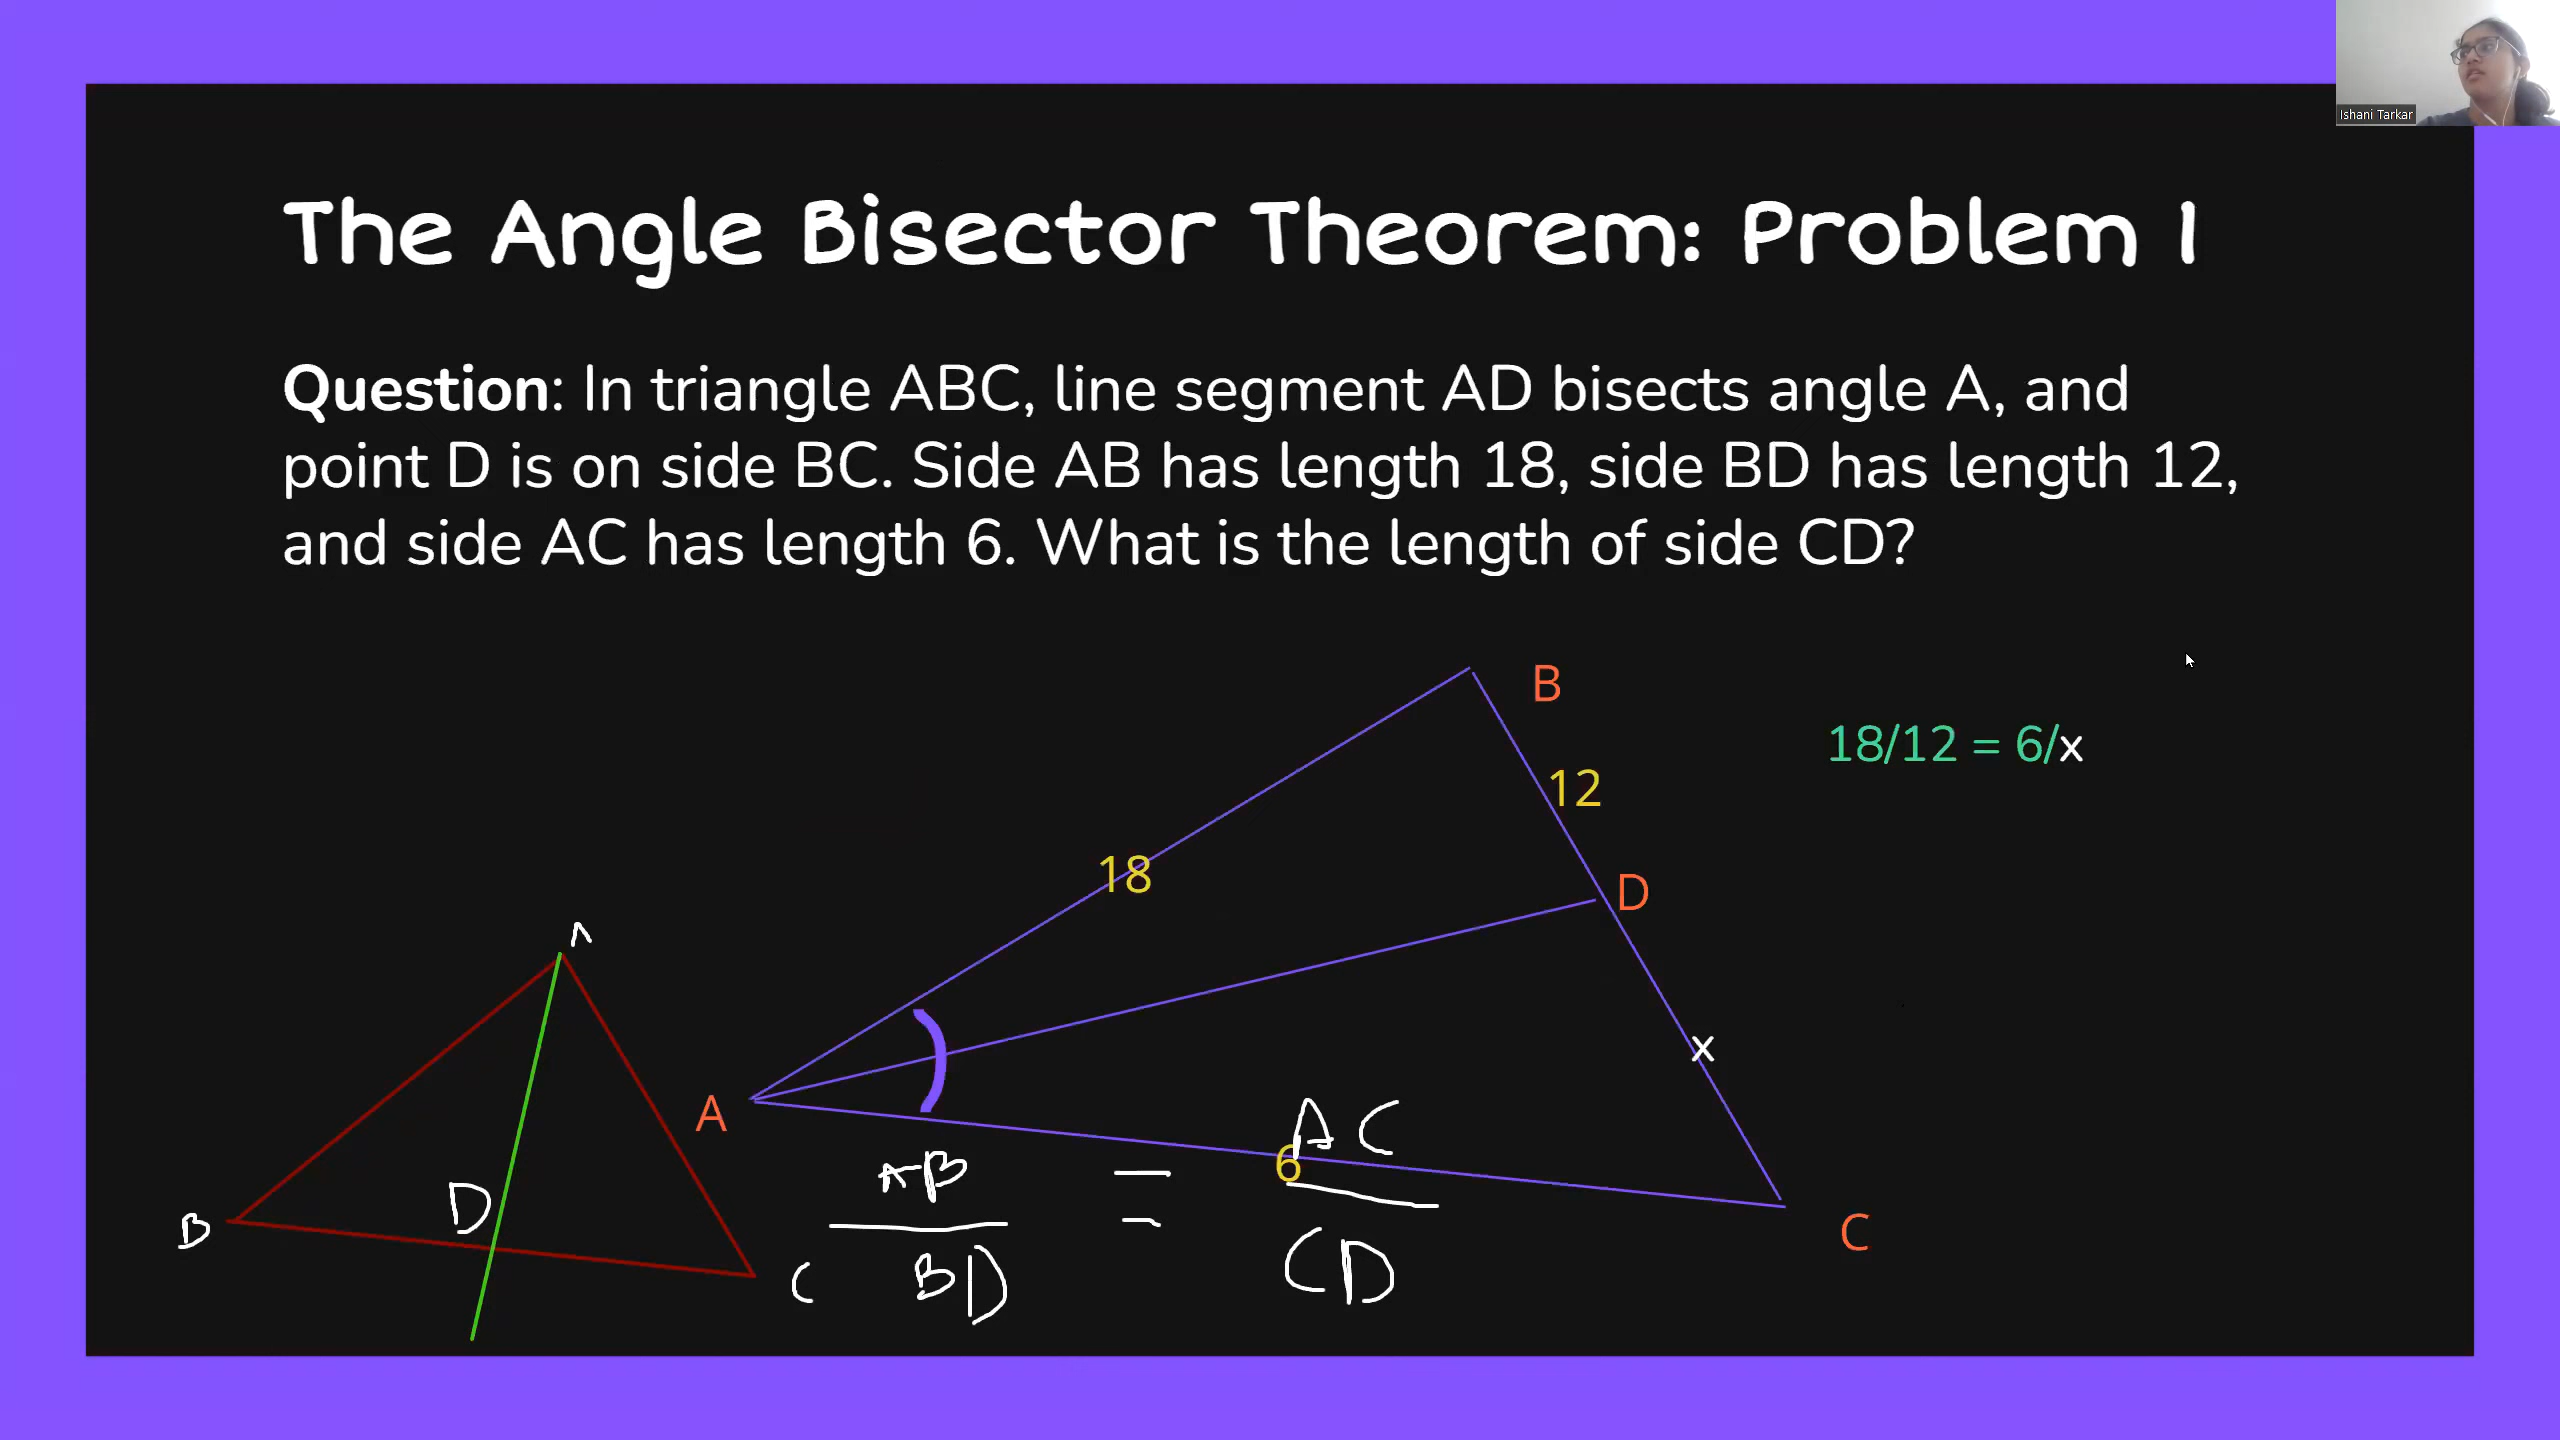 Ishani Tarkar
The Angle Bisector Theorem: Problem 1
Question: In triangle ABC, line segment AD bisects angle A, and
point D is on side BC. Side AB has length 18, side BD has length 12,
and side AC has length 6. What is the length of side CD?
B
18/12 = 6/x
12
18
D
A
x
A
6
C
B
D
C
AB = AC
BD CD